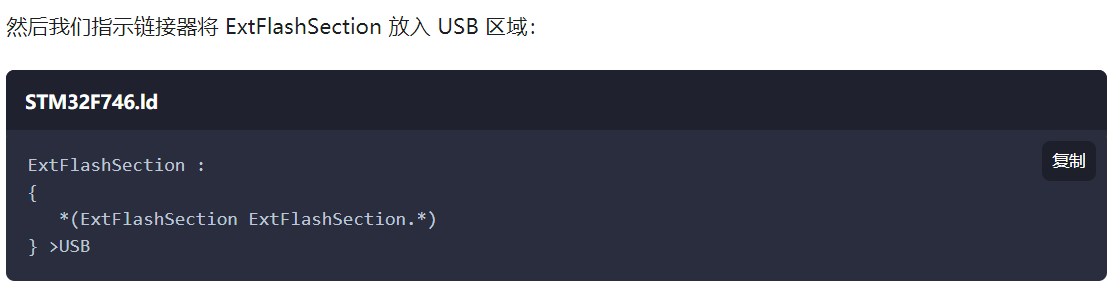 然后我们指示链接器将 ExtFlashSection 放入 USB 区域：
STM32F746.ld
复制
ExtFlashSection :
{
   *(ExtFlashSection ExtFlashSection.*)
} >USB